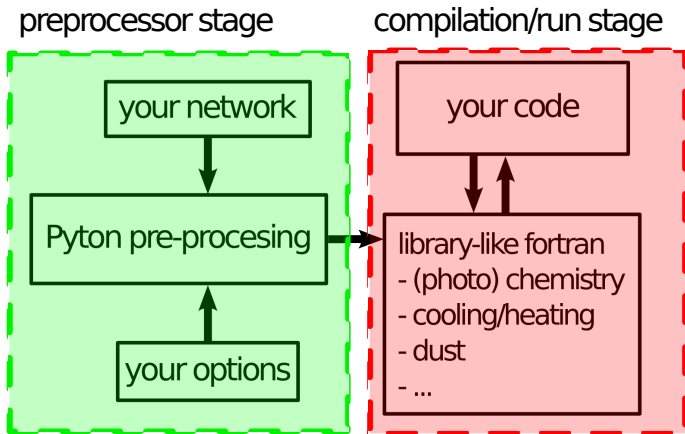 preprocessor stage
your network
Pyton pre-procesing
your options
compilation/run stage
your code
library-like fortran
- (photo) chemistry
- cooling/heating
- dust
- ...